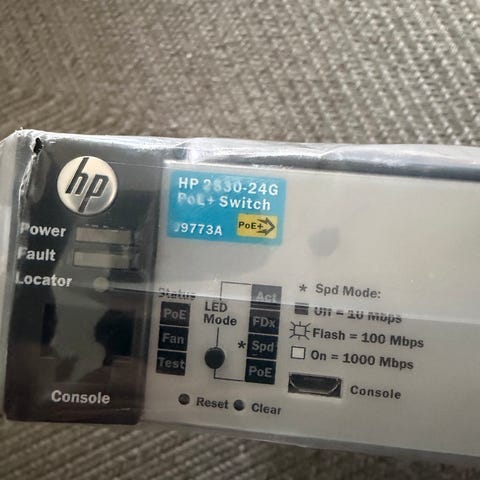 hp
HP 2530-24G
PoE+ Switch
J9773A
PoE+
Power
Fault
Locator
Console
Status
PoE
Fan
Test
LED
Mode
Act
FDx
* Spd
PoE
* Spd Mode:
Off = 10 Mbps
Flash = 100 Mbps
On = 1000 Mbps
Console
Reset
Clear